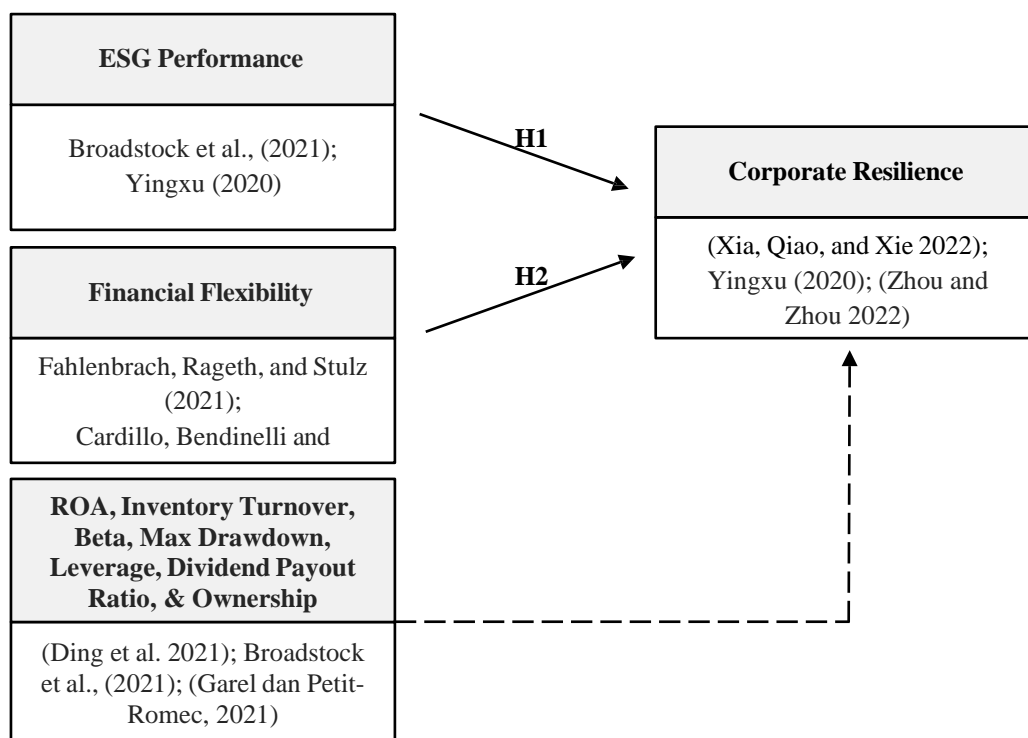 ESG Performance
Broadstock et al., (2021);
Yingxu (2020)
H1
Corporate Resilience
(Xia, Qiao, and Xie 2022);
Yingxu (2020); (Zhou and
Zhou 2022)
Financial Flexibility
H2
Fahlenbrach, Rageth, and Stulz
(2021);
Cardillo, Bendinelli and
ROA, Inventory Turnover,
Beta, Max Drawdown,
Leverage, Dividend Payout
Ratio, & Ownership
(Ding et al. 2021); Broadstock
et al., (2021); (Garel dan Petit-
Romec, 2021)